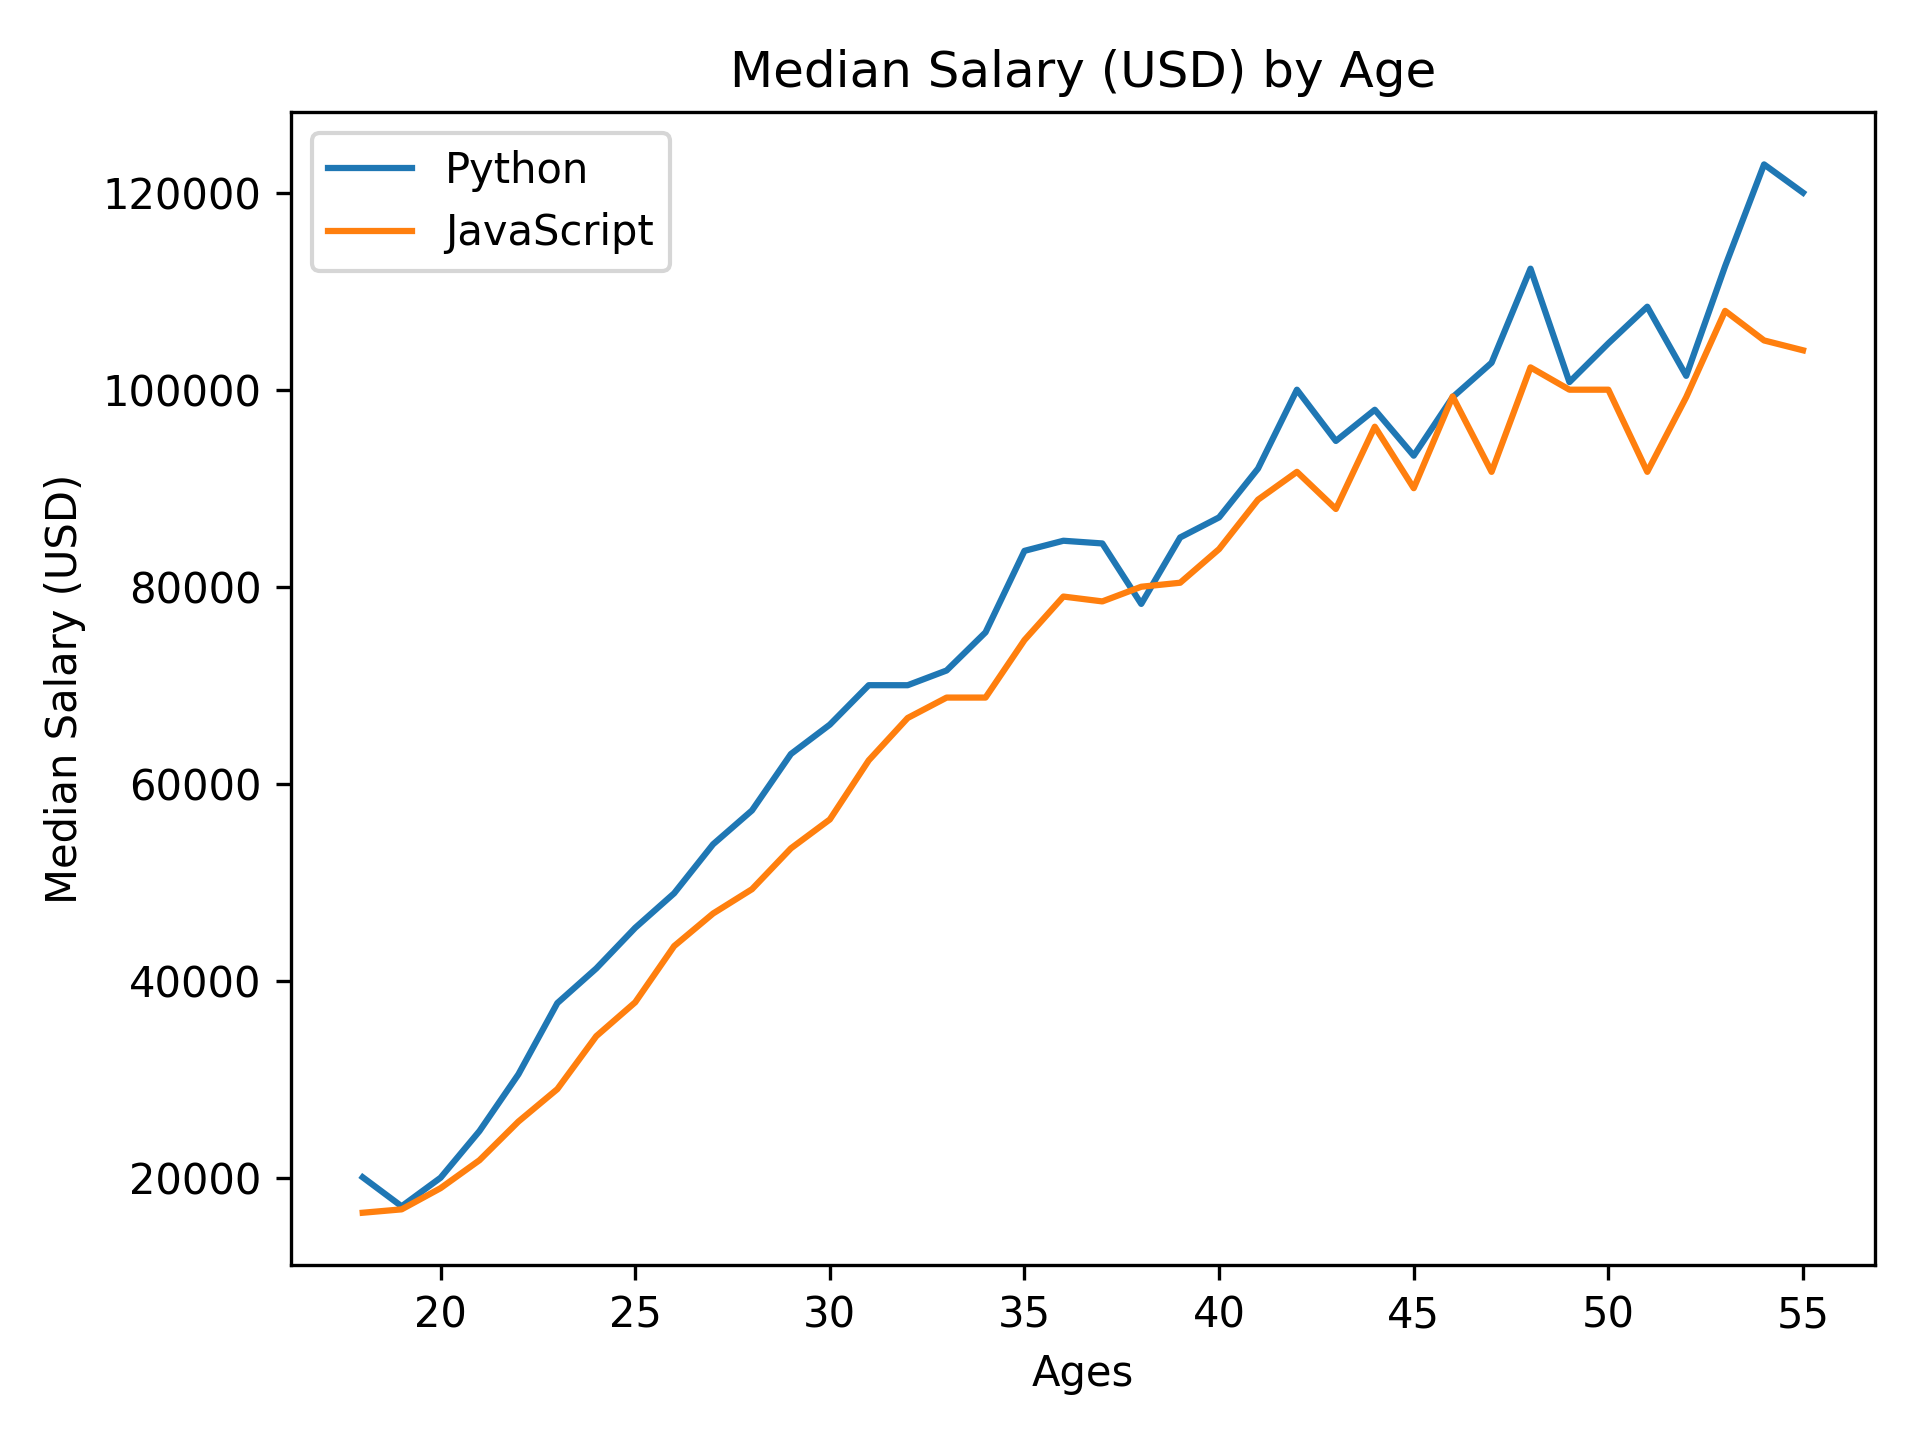 Median Salary (USD) by Age
Python
JavaScript
Median Salary (USD)
120000
100000
80000
60000
40000
20000
20 25 30 35 40 45 50 55
Ages